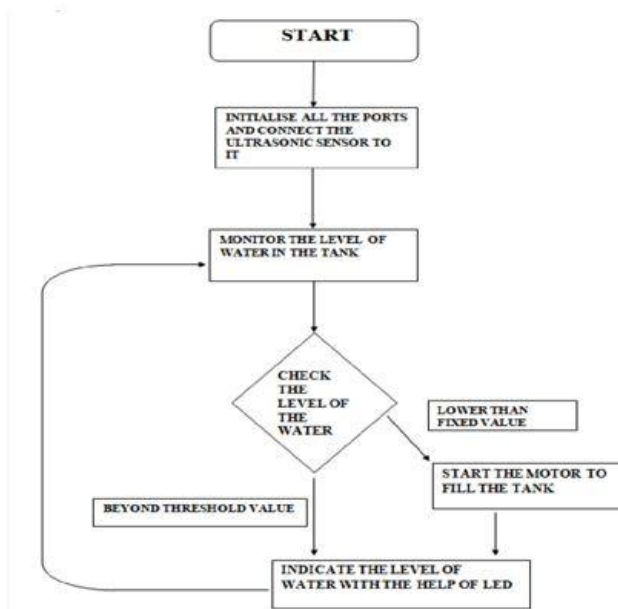 START
INITIALISE ALL THE PORTS
AND CONNECT THE
ULTRASONIC SENSOR TO
IT
MONITOR THE LEVEL OF
WATER IN THE TANK
CHECK
THE
LEVEL OF
THE
WATER
LOWER THAN
FIXED VALUE
START THE MOTOR TO
FILL THE TANK
BEYOND THRESHOLD VALUE
INDICATE THE LEVEL OF
WATER WITH THE HELP OF LED